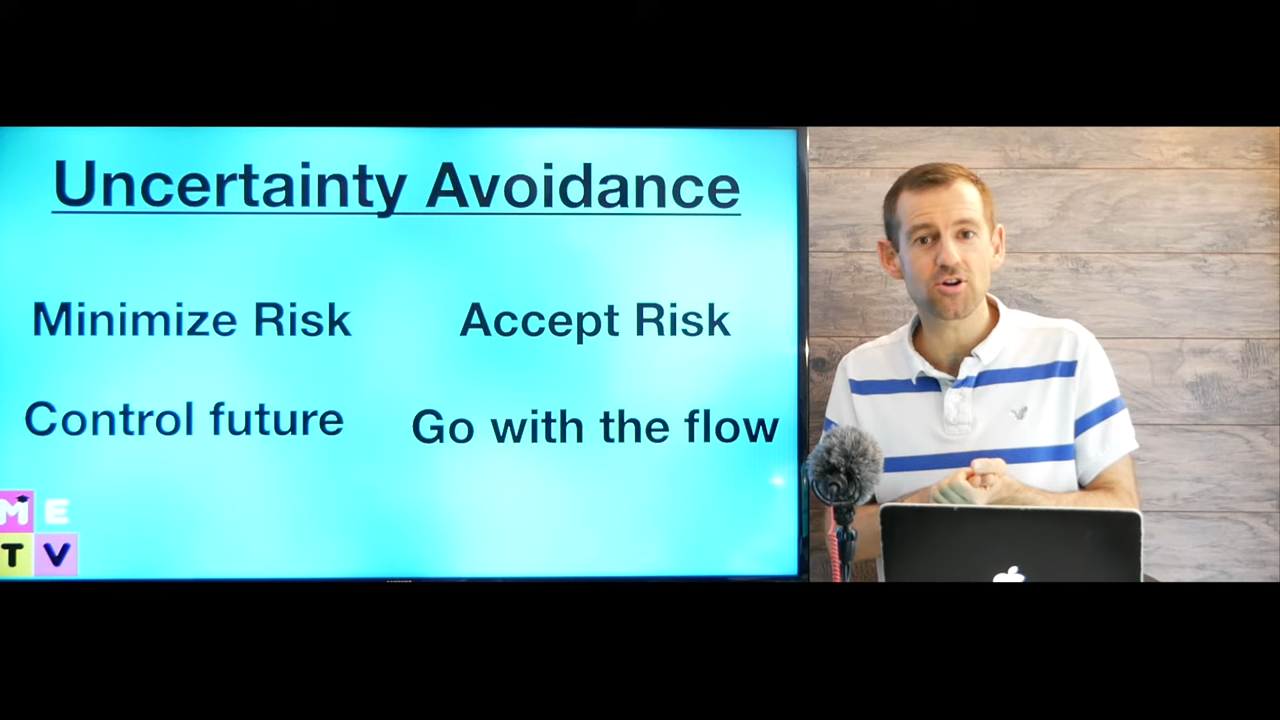 Uncertainty Avoidance
Minimize Risk
Accept Risk
Control future
Go with the flow
M E
T V